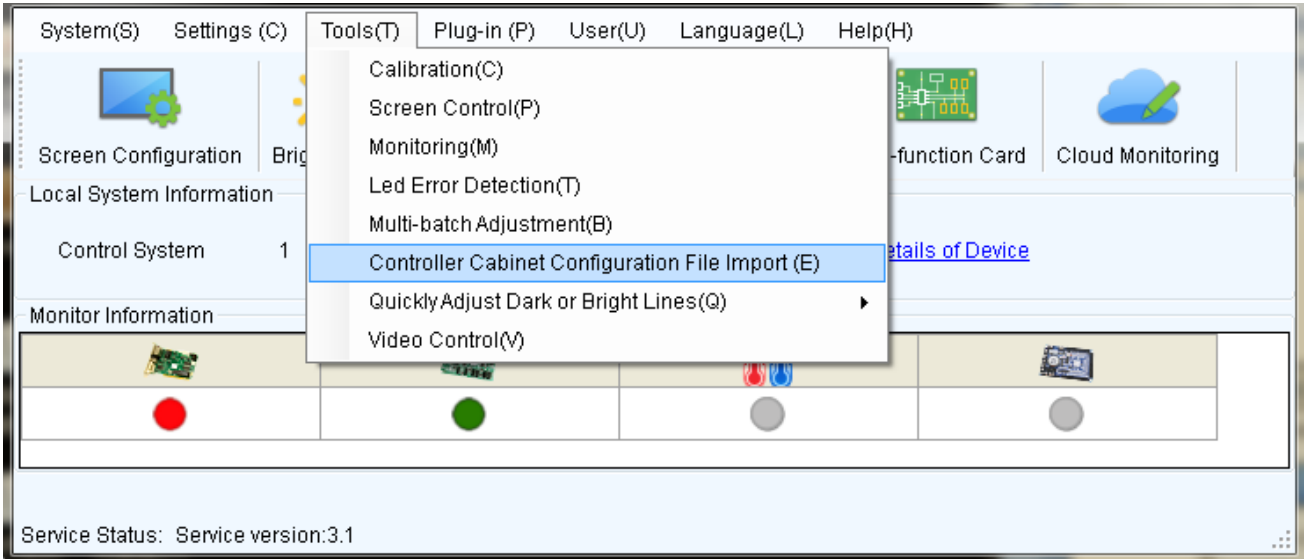 System(S) Settings (C) Tools(T) Plug-in (P) User(U) Language(L) Help(H)
Calibration(C)
Screen Control(P)
Monitoring(M)
Led Error Detection(T)
Multi-batch Adjustment(B)
Controller Cabinet Configuration File Import (E)
Quickly Adjust Dark or Bright Lines(Q)
Video Control(V)
Screen Configuration Brig -function Card Cloud Monitoring
Local System Information
Control System 1 etails of Device
Monitor Information
Service Status: Service version:3.1